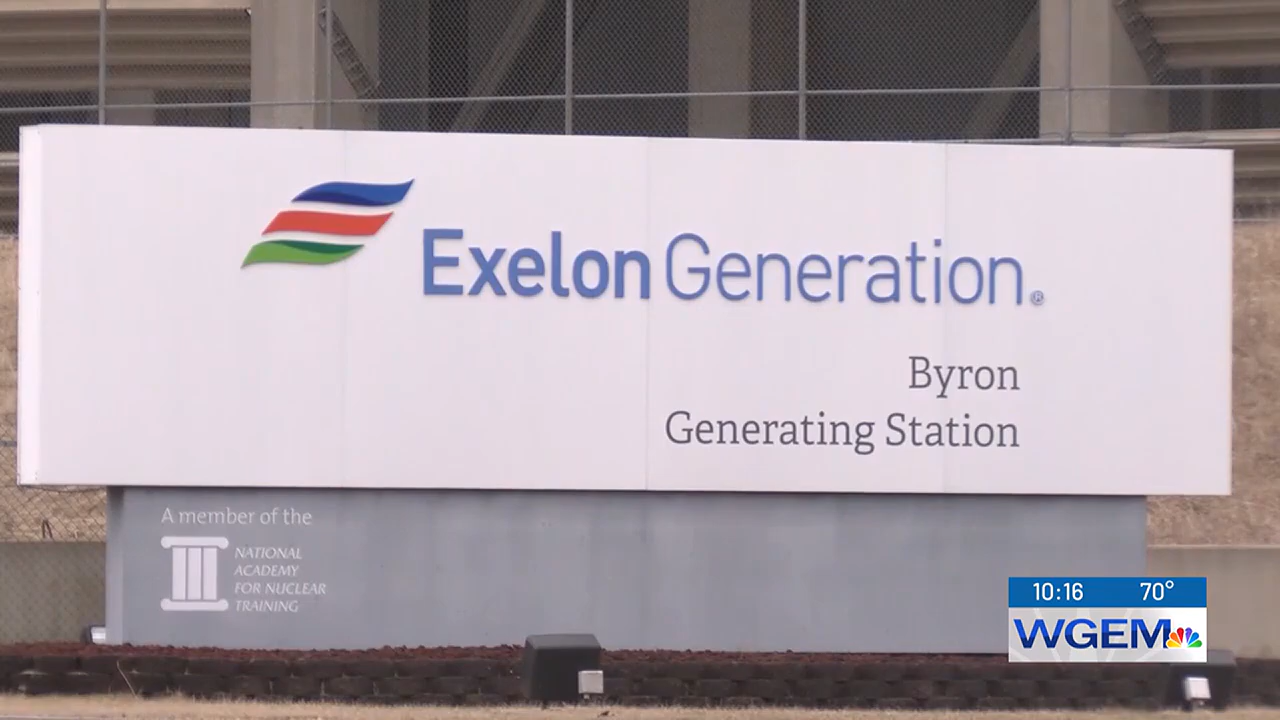 Exelon Generation®
Byron
Generating Station
A member of the
NATIONAL
ACADEMY
FOR NUCLEAR
TRAINING
10:16 70°
WGEM